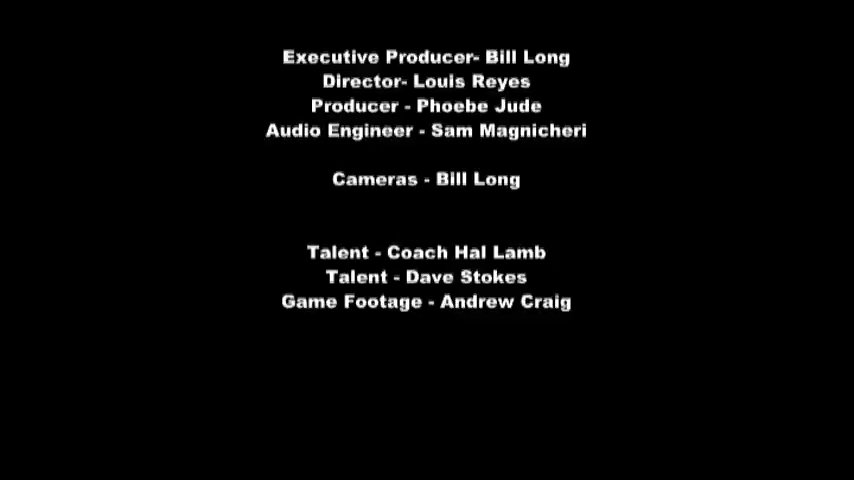 Executive Producer- Bill Long
Director- Louis Reyes
Producer - Phoebe Jude
Audio Engineer - Sam Magnicheri
Cameras - Bill Long
Talent - Coach Hal Lamb
Talent - Dave Stokes
Game Footage - Andrew Craig